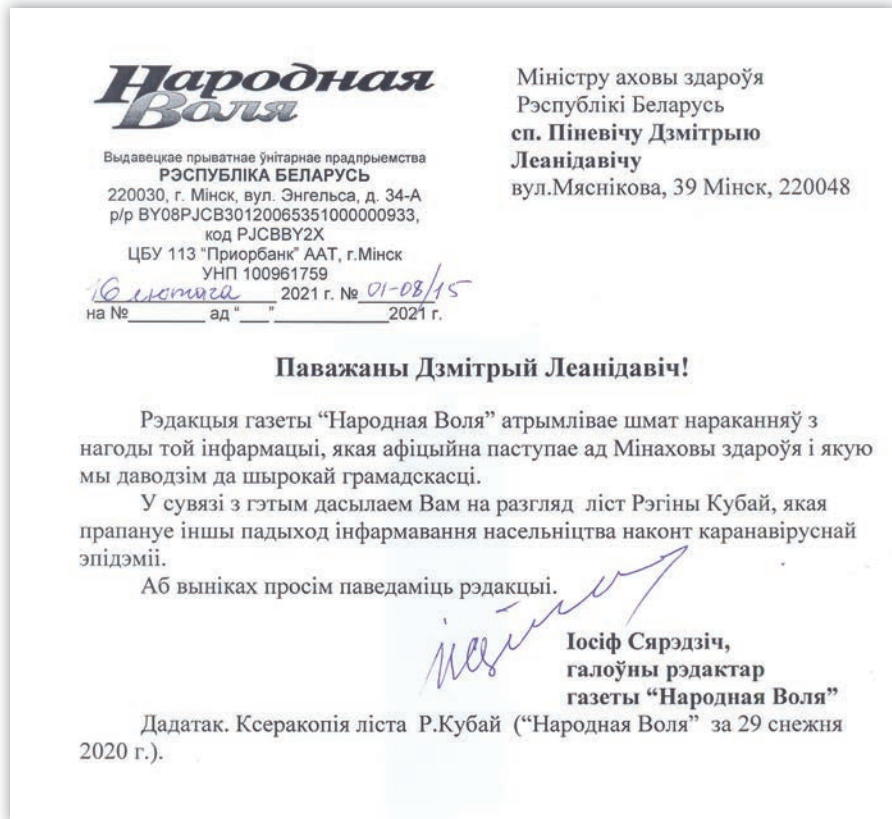 Народная
Воля
Выдавецкае прыватнае ўнітарнае прадпрыемства
РЭСПУБЛІКА БЕЛАРУСЬ
220030, г. Мінск, вул. Энгельса, д. 34-А
р/р BY08PJCB30120065351000000933,
код PJCBBY2X
ЦБУ 113 “Приорбанк” ААТ, г.Мінск
УНП 100961759
16 лютага 2021 г. № 01-08/15
на №________ ад “___”______________2021 г.
Міністру аховы здароўя
Рэспублікі Беларусь
сп. Піневічу Дзмітрыю
Леанідавічу
вул.Мяснікова, 39 Мінск, 220048
Паважаны Дзмітрый Леанідавіч!
Рэдакцыя газеты “Народная Воля” атрымлівае шмат нараканняў з
нагоды той інфармацыі, якая афіцыйна паступае ад Мінаховы здароўя і якую
мы даводзім да шырокай грамадскасці.
У сувязі з гэтым дасылаем Вам на разгляд ліст Рэгіны Кубай, якая
прапануе іншы падыход інфармавання насельніцтва наконт каранавіруснай
эпідэміі.
Аб выніках просім паведаміць рэдакцыі.
Іосіф Сярэдзіч,
галоўны рэдактар
газеты “Народная Воля”
Дадатак. Ксеракопія ліста Р.Кубай (“Народная Воля” за 29 снежня
2020 г.).